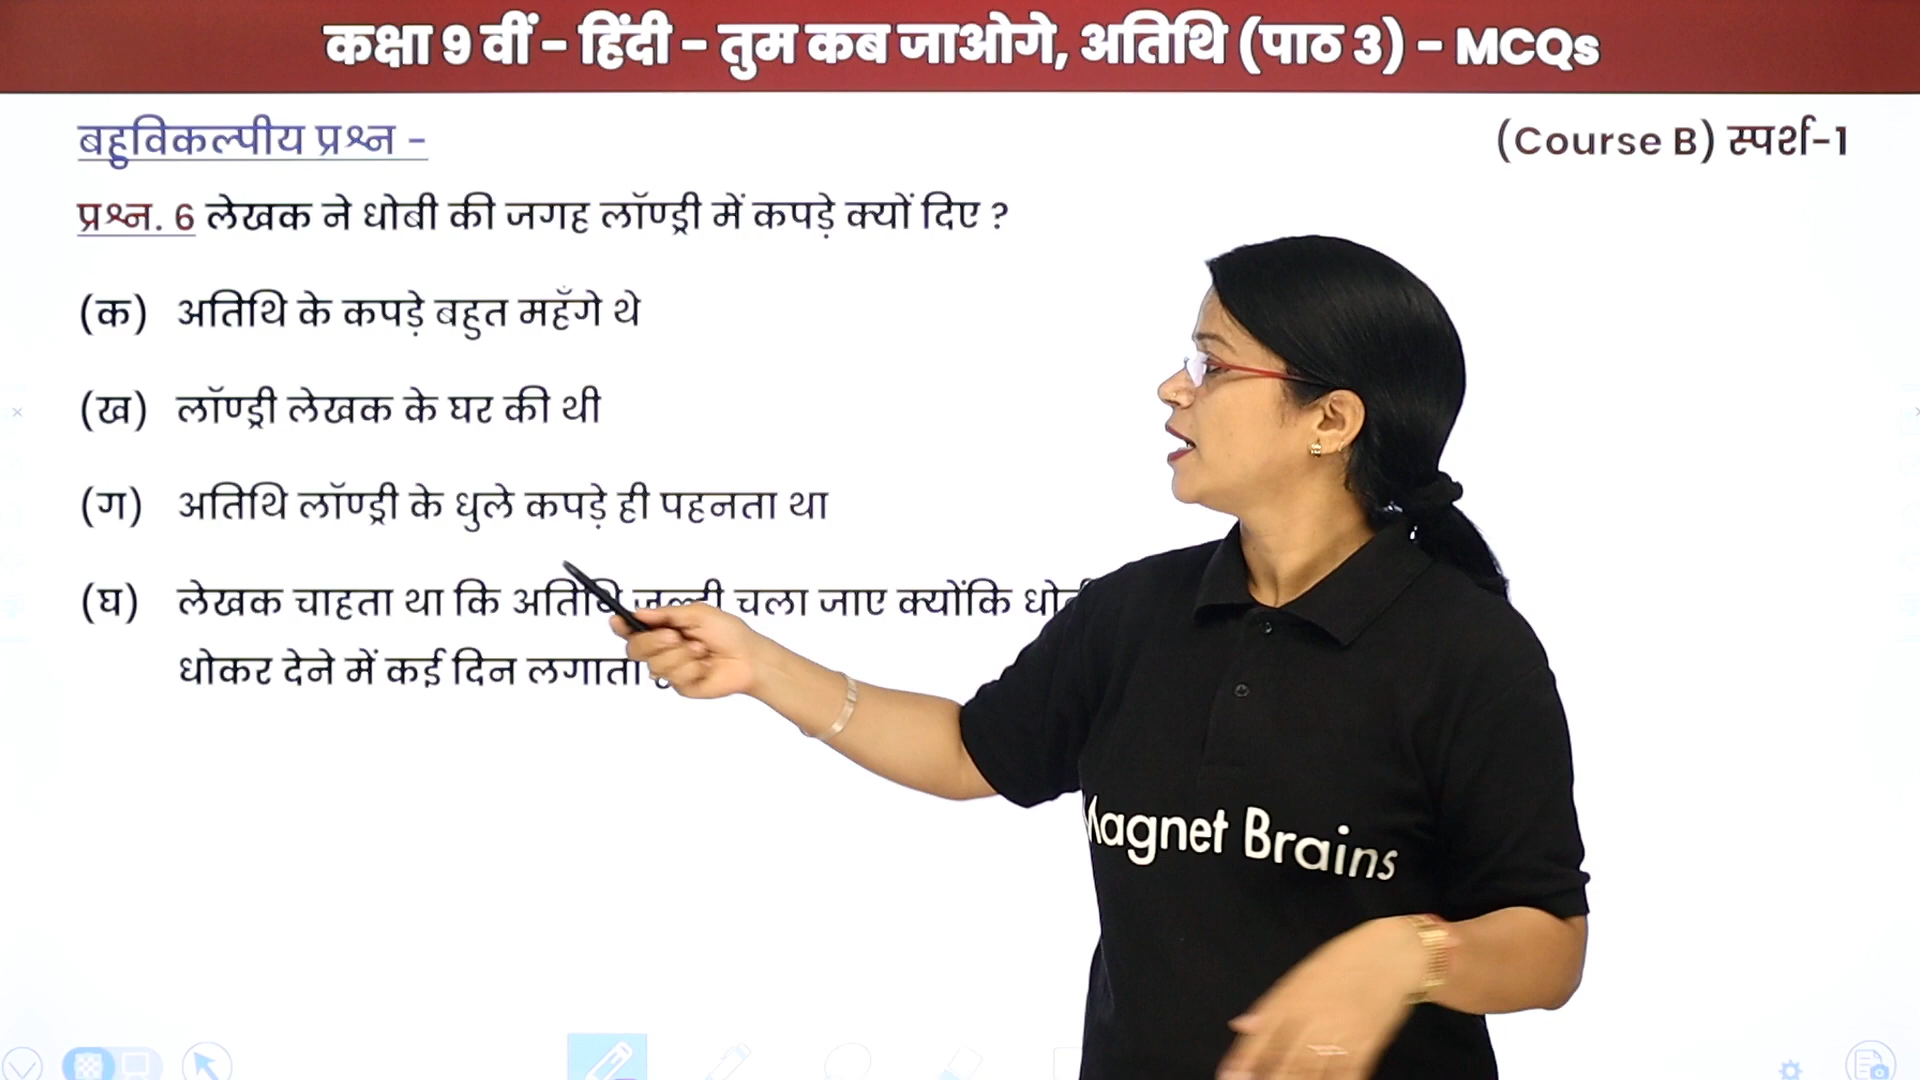 कक्षा 9 वीं – हिंदी – तुम कब जाओगे, अतिथि (पाठ 3) – MCQs
बहुविकल्पीय प्रश्न –
(Course B) स्पर्श-1
प्रश्न. 6 लेखक ने धोबी की जगह लॉण्ड्री में कपड़े क्यों दिए ?
(क) अतिथि के कपड़े बहुत महँगे थे
(ख) लॉण्ड्री लेखक के घर की थी
(ग) अतिथि लॉण्ड्री के धुले कपड़े ही पहनता था
(घ) लेखक चाहता था कि अतिथि जल्दी चला जाए क्योंकि
धोकर देने में कई दिन लगाता
Magnet Brains